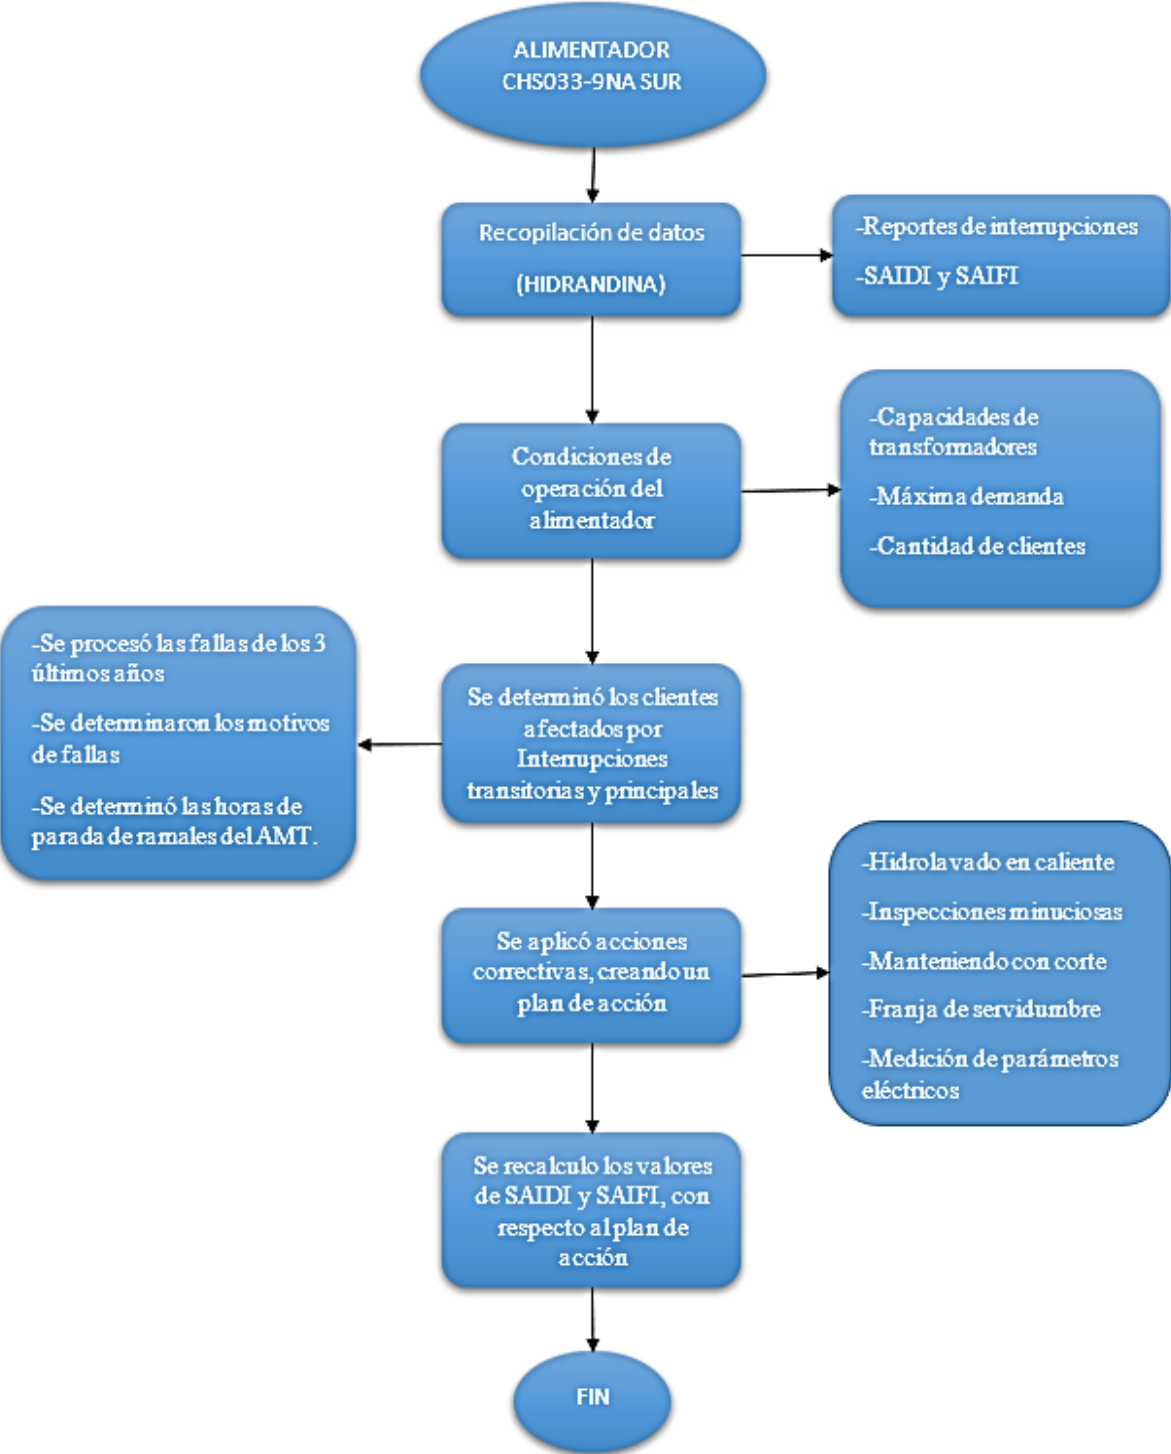 ALIMENTADOR
CHS033-9NA SUR
Recopilación de datos
(HIDRANDINA)
-Reportes de interrupciones
-SAIDI y SAIFI
Condiciones de
operación del
alimentador
-Capacidades de
transformadores
-Máxima demanda
-Cantidad de clientes
Se determinó los clientes
afectados por
Interrupciones
transitorias y principales
-Se procesó las fallas de los 3
últimos años
-Se determinaron los motivos
de fallas
-Se determinó las horas de
parada de ramales del AMT.
Se aplicó acciones
correctivas, creando un
plan de acción
-Hidrolavado en caliente
-Inspecciones minuciosas
-Manteniendo con corte
-Franja de servidumbre
-Medición de parámetros
eléctricos
Se recalculo los valores
de SAIDI y SAIFI, con
respecto al plan de
acción
FIN